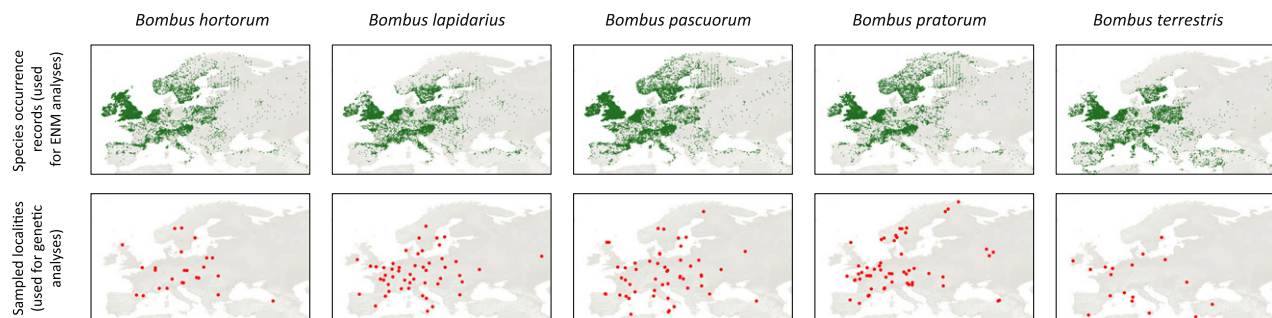 Bombus hortorum
Bombus lapidarius
Bombus pascuorum
Bombus pratorum
Bombus terrestris
Species occurrence
records (used
for ENM analyses)
Sampled localities
(used for genetic
analyses)